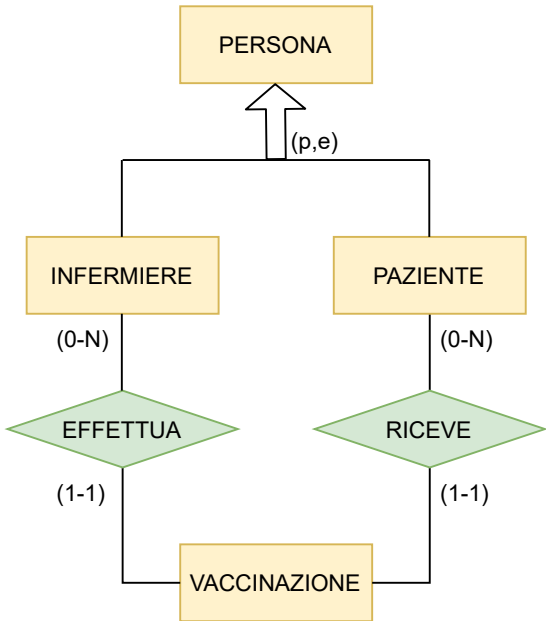 PERSONA
(p,e)
INFERMIERE
PAZIENTE
(0-N)
(0-N)
EFFETTUA
RICEVE
(1-1)
(1-1)
VACCINAZIONE